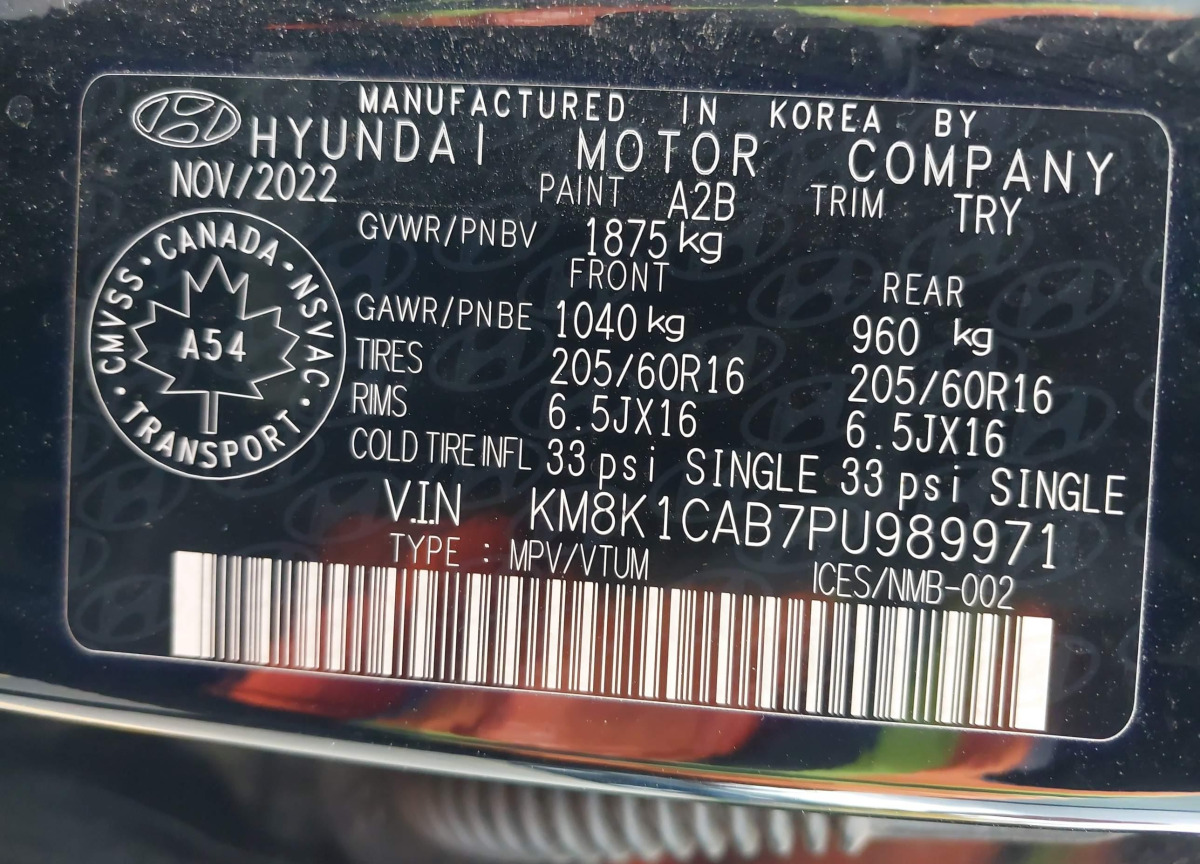 MANUFACTURED IN KOREA BY
HYUNDAI MOTOR COMPANY
NOV/2022 PAINT A2B TRIM TRY
GVWR/PNBV 1875 kg
FRONT REAR
GAWR/PNBE 1040 kg 960 kg
TIRES 205/60R16 205/60R16
RIMS 6.5JX16 6.5JX16
COLD TIRE INFL 33 psi SINGLE 33 psi SINGLE
V.I.N KM8K1CAB7PU989971
TYPE : MPV/VTUM ICES/NMB-002
CMVSS · CANADA · NSVAC
· TRANSPORT ·
A54